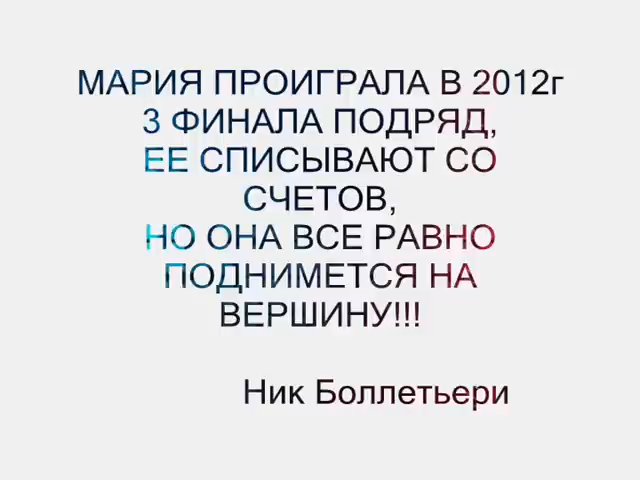 МАРИЯ ПРОИГРАЛА В 2012г
3 ФИНАЛА ПОДРЯД,
ЕЕ СПИСЫВАЮТ СО
СЧЕТОВ,
НО ОНА ВСЕ РАВНО
ПОДНИМЕТСЯ НА
ВЕРШИНУ!!!
Ник Боллетьери